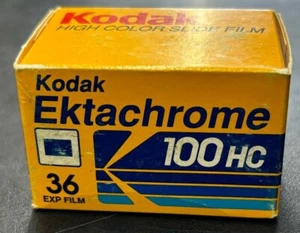 Kodak
HIGH COLOR SLIDE FILM
Kodak
Ektachrome
100 HC
36
EXP FILM